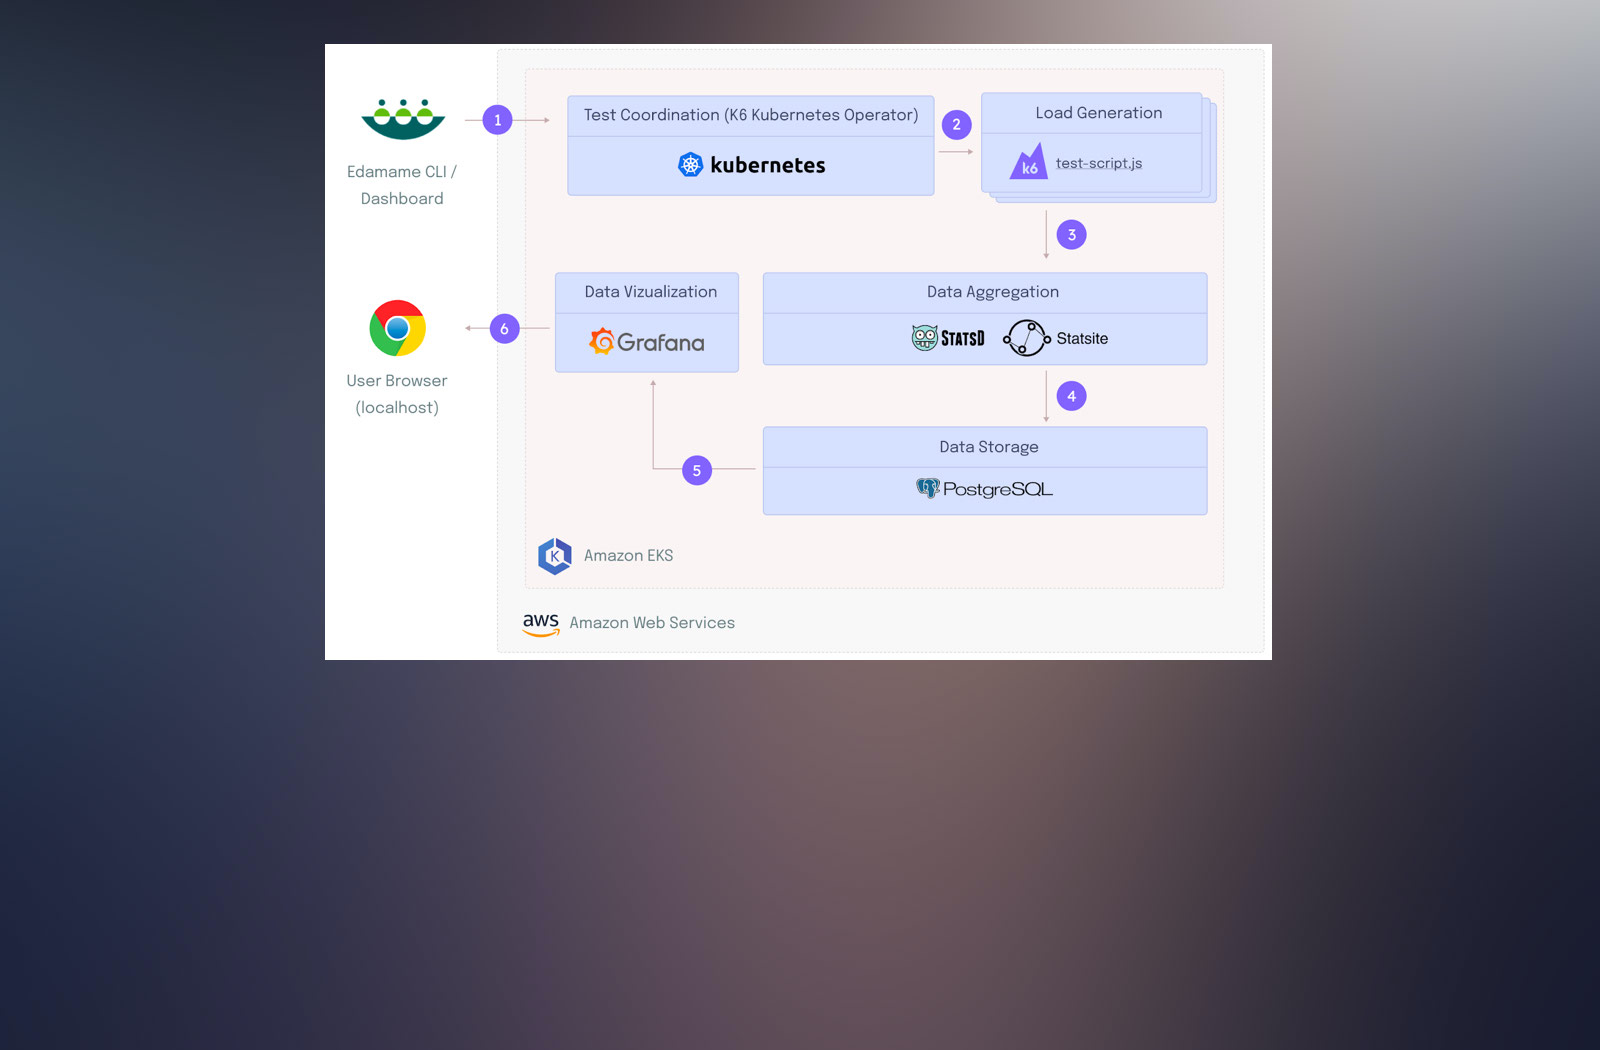 Edamame CLI /
Dashboard
1
Test Coordination (K6 Kubernetes Operator)
kubernetes
2
Load Generation
k6
test-script.js
3
User Browser
(localhost)
6
Data Vizualization
Grafana
Data Aggregation
STATSD
Statsite
4
5
Data Storage
PostgreSQL
K
Amazon EKS
aws
Amazon Web Services